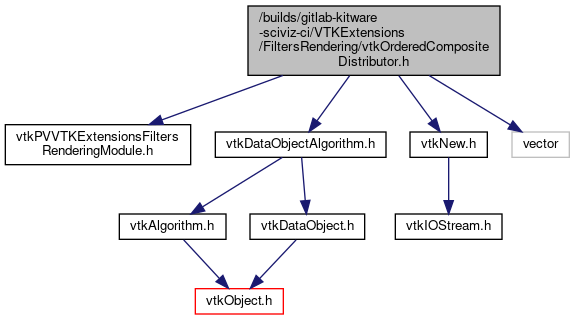 /builds/gitlab-kitware
-sciviz-ci/VTKExtensions
/FiltersRendering/vtkOrderedComposite
Distributor.h
vtkPVVTKExtensionsFilters
RenderingModule.h
vtkDataObjectAlgorithm.h
vtkNew.h
vector
vtkAlgorithm.h
vtkDataObject.h
vtkIOStream.h
vtkObject.h